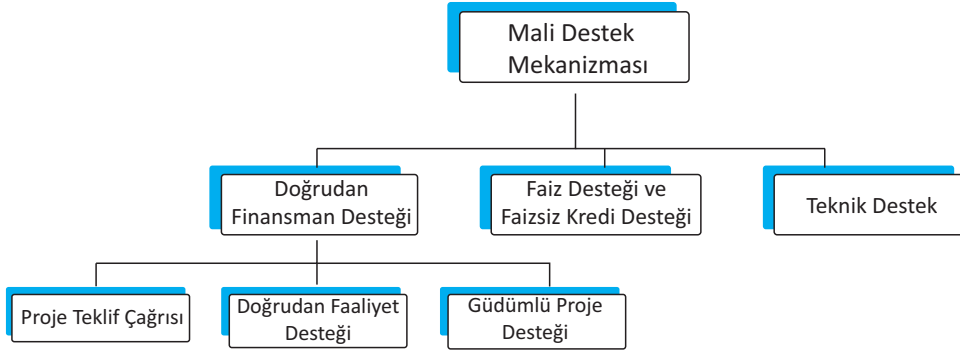 Mali Destek
Mekanizması
Doğrudan
Finansman Desteği
Faiz Desteği ve
Faizsiz Kredi Desteği
Teknik Destek
Proje Teklif Çağrısı
Doğrudan Faaliyet
Desteği
Güdümlü Proje
Desteği